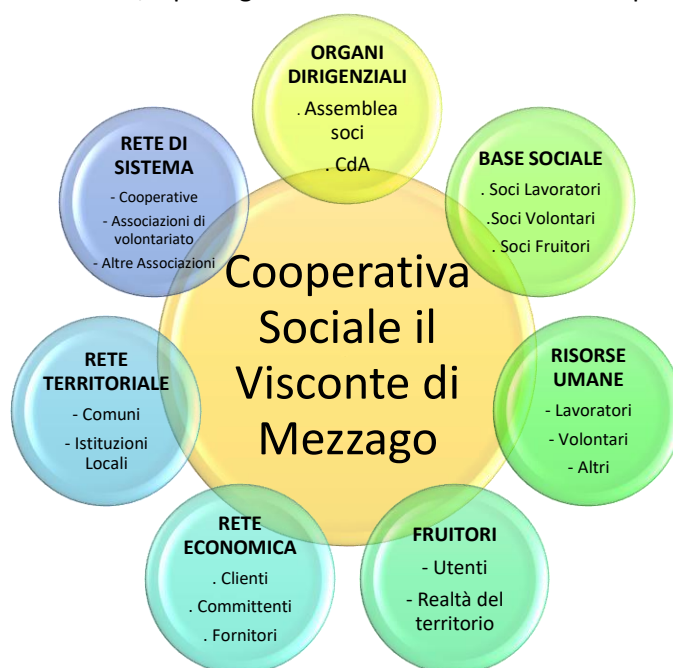 ORGANI
DIRIGENZIALI
. Assemblea
soci
. CdA
BASE SOCIALE
. Soci Lavoratori
.Soci Volontari
. Soci Fruitori
RISORSE
UMANE
- Lavoratori
- Volontari
- Altri
FRUITORI
- Utenti
- Realtà del
territorio
RETE
ECONOMICA
. Clienti
. Committenti
. Fornitori
RETE
TERRITORIALE
- Comuni
- Istituzioni
Locali
RETE DI
SISTEMA
- Cooperative
- Associazioni di
volontariato
- Altre Associazioni
Cooperativa
Sociale il
Visconte di
Mezzago